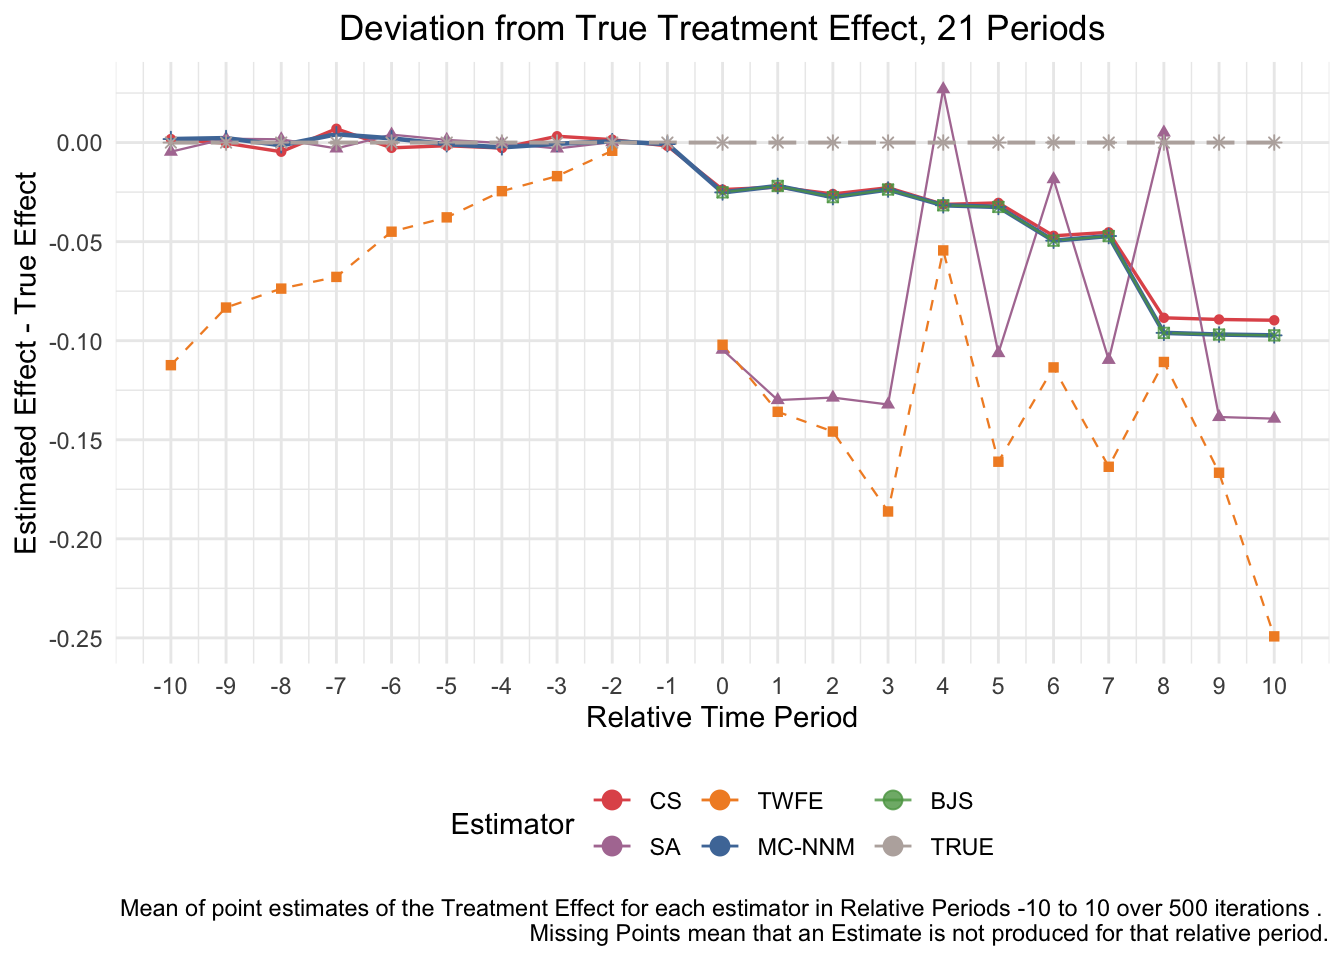 Deviation from True Treatment Effect, 21 Periods
Estimated Effect - True Effect
0.00
-0.05
-0.10
-0.15
-0.20
-0.25
-10 -9 -8 -7 -6 -5 -4 -3 -2 -1 0 1 2 3 4 5 6 7 8 9 10
Relative Time Period
Estimator
CS TWFE BJS
SA MC-NNM TRUE
Mean of point estimates of the Treatment Effect for each estimator in Relative Periods -10 to 10 over 500 iterations .
Missing Points mean that an Estimate is not produced for that relative period.